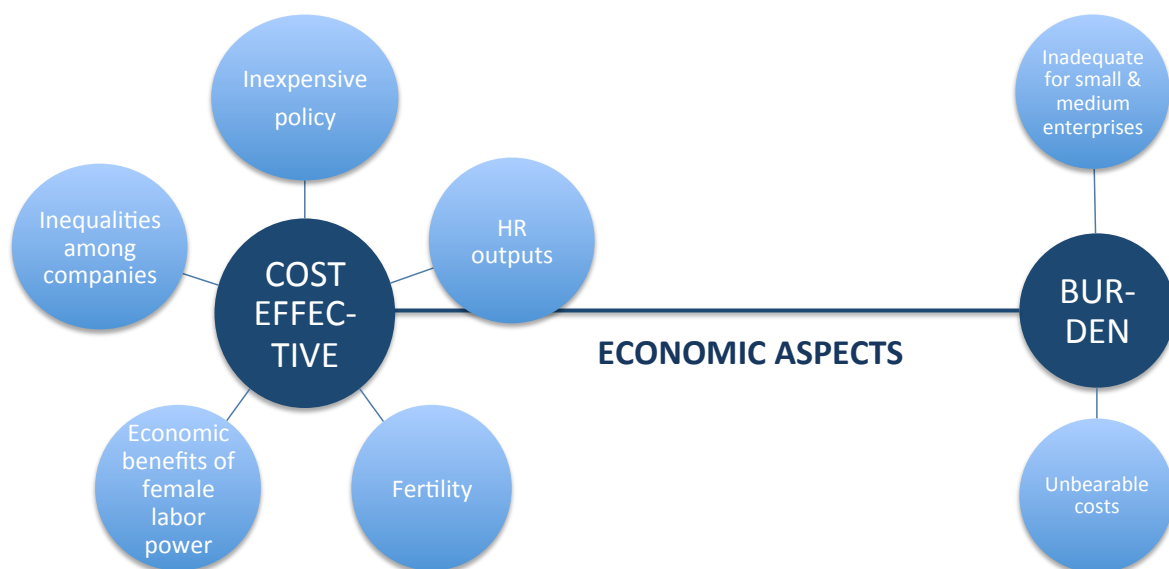 Inexpensive
policy
Inequalities
among
companies
HR
outputs
COST
EFFEC-
TIVE
Economic
benefits of
female
labor
power
Fertility
ECONOMIC ASPECTS
Inadequate
for small &
medium
enterprises
BUR-
DEN
Unbearable
costs